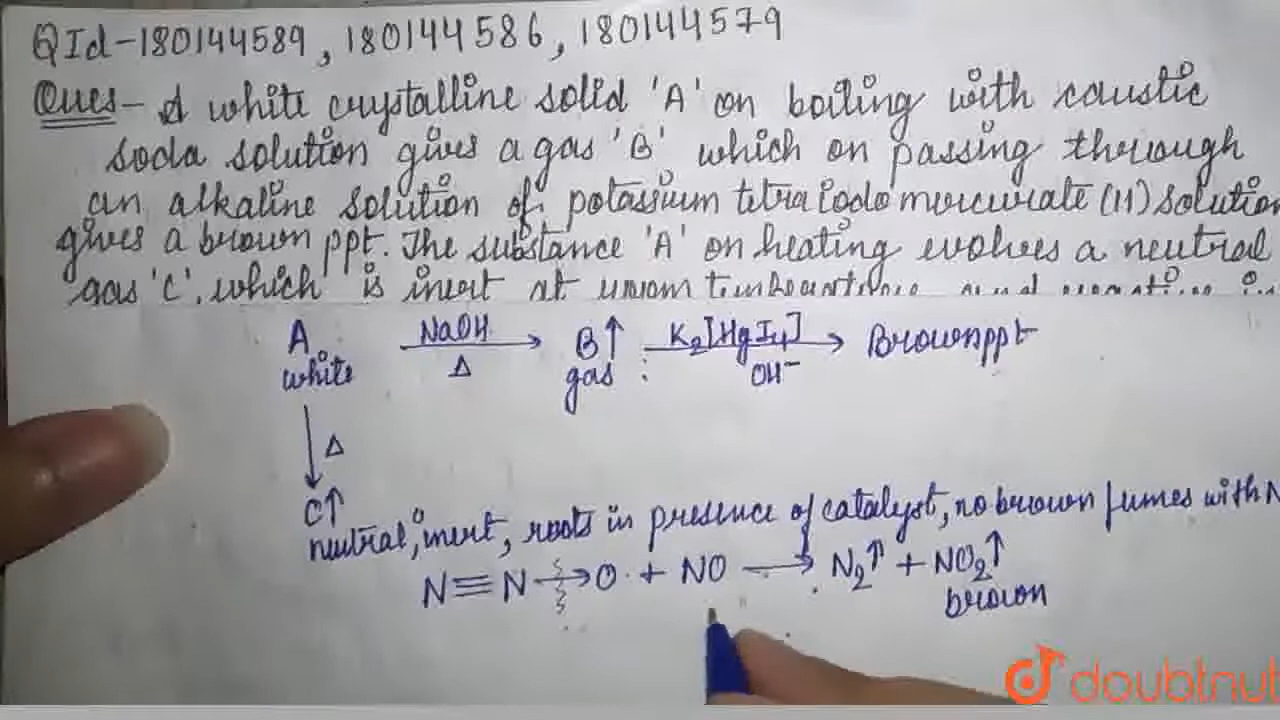 QId-180144589, 180144586, 180144579
Ques- A white crystalline solid 'A' on boiling with caustic
soda solution gives a gas 'B' which on passing through
an alkaline solution of potassium tetraiodomercurate (II) solution
gives a brown ppt. The substance 'A' on heating evolves a neutral
gas 'C', which is inert at
A NaOH B↑ K2[HgI4] Brown ppt
white Δ gas : OH⁻
Δ
C↑
neutral, inert, roots in presence of catalyst, no brown fumes with N
N≡N→O + NO → N2↑ + NO2↑
brown
doubtnut